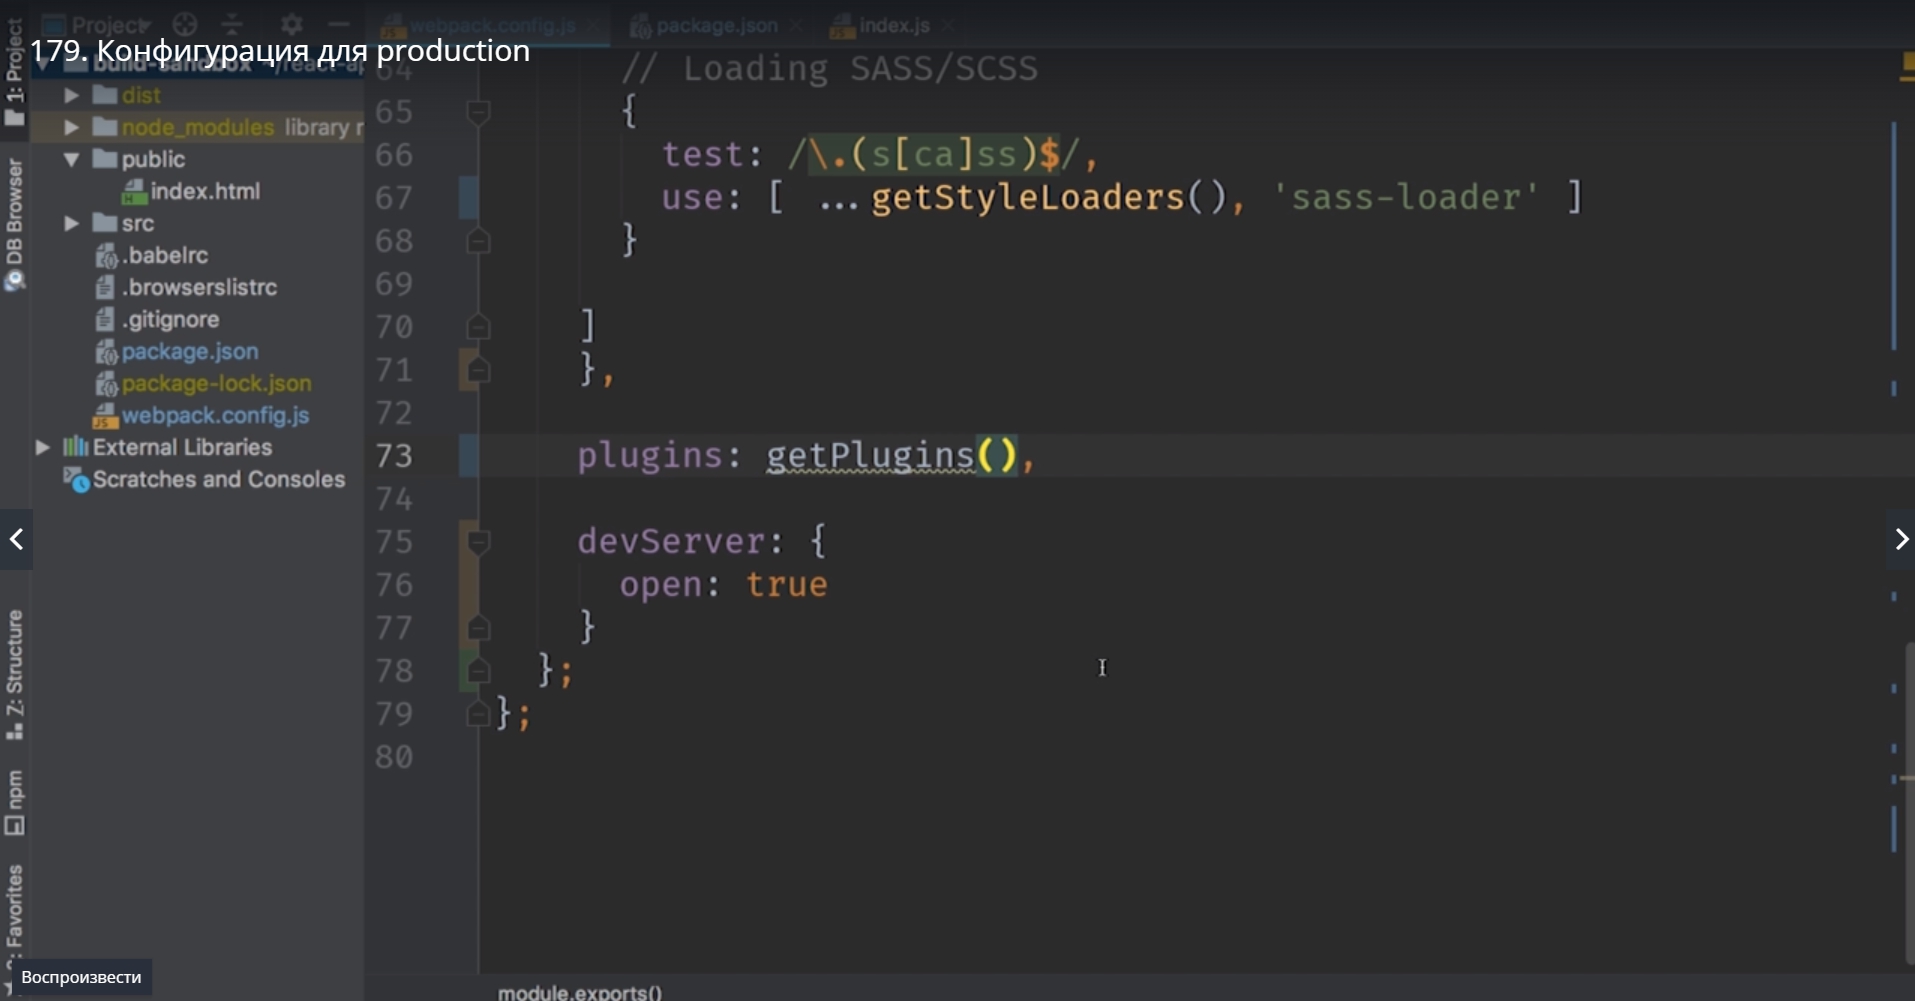 Project
webpack.config.js
package.json
index.js
179. Конфигурация для production
1: Project
build-sandbox ~/react-ap
dist
node_modules library r
public
index.html
src
.babelrc
.browserslistrc
.gitignore
package.json
package-lock.json
webpack.config.js
External Libraries
Scratches and Consoles
DB Browser
Z: Structure
npm
Favorites
64 // Loading SASS/SCSS
65 {
66 test: /\.(s[ca]ss)$/,
67 use: [ ...getStyleLoaders(), 'sass-loader' ]
68 }
69
70 ]
71 },
72
73 plugins: getPlugins(),
74
75 devServer: {
76 open: true
77 }
78 };
79 };
80
Воспроизвести
module.exports()